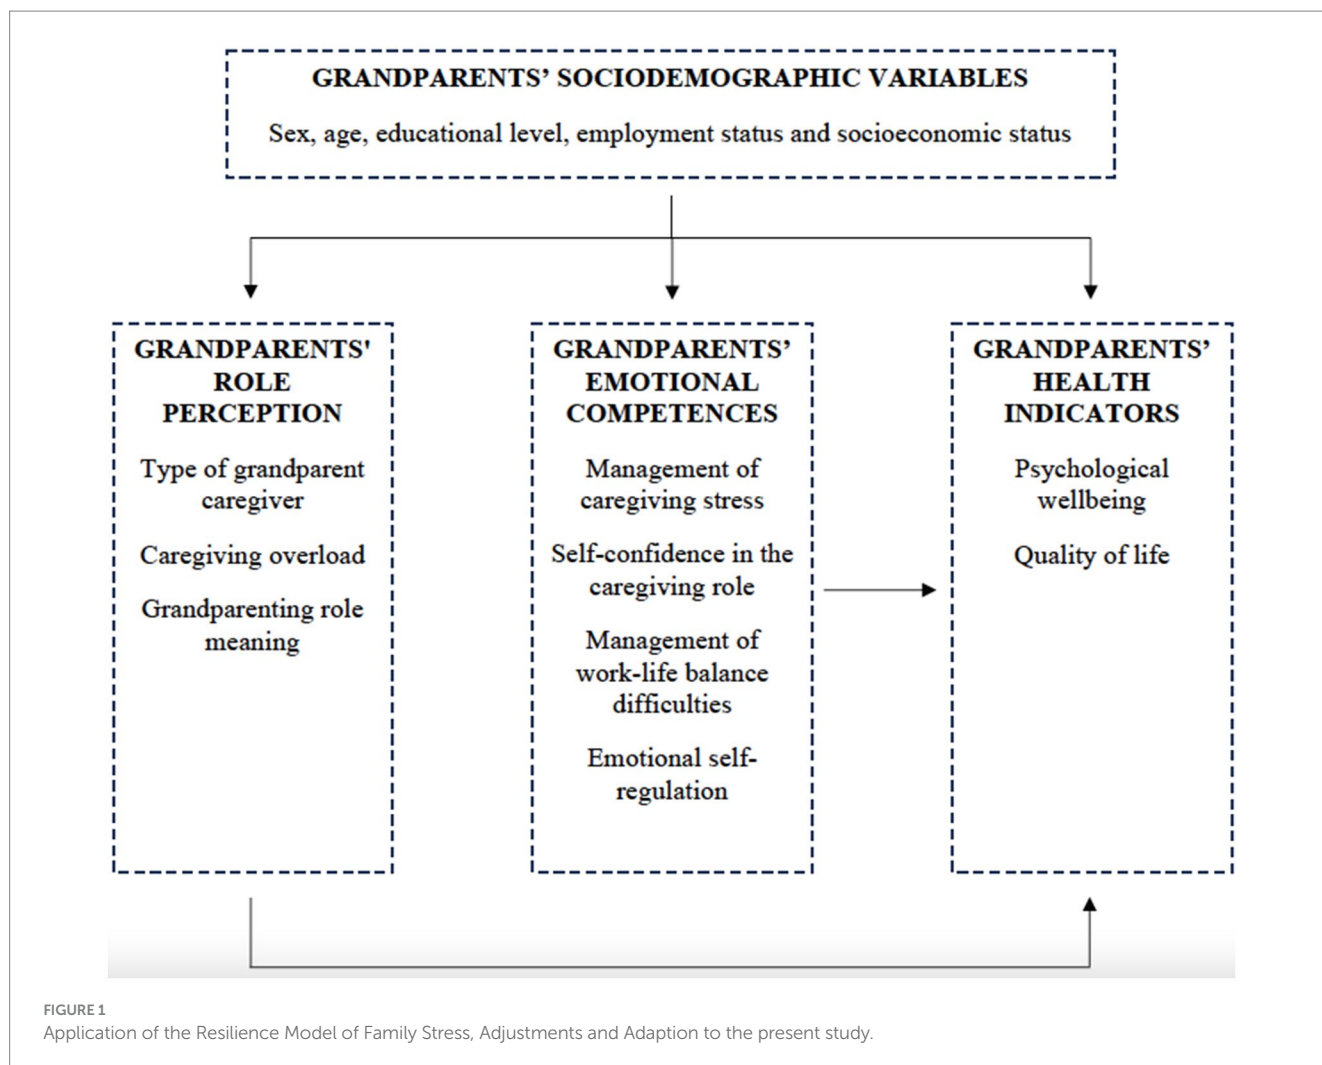 GRANDPARENTS’ SOCIODEMOGRAPHIC VARIABLES
Sex, age, educational level, employment status and socioeconomic status
GRANDPARENTS'
ROLE
PERCEPTION
Type of grandparent
caregiver
Caregiving overload
Grandparenting role
meaning
GRANDPARENTS’
EMOTIONAL
COMPETENCES
Management of
caregiving stress
Self-confidence in the
caregiving role
Management of
work-life balance
difficulties
Emotional self-
regulation
GRANDPARENTS’
HEALTH
INDICATORS
Psychological
wellbeing
Quality of life
FIGURE 1
Application of the Resilience Model of Family Stress, Adjustments and Adaption to the present study.